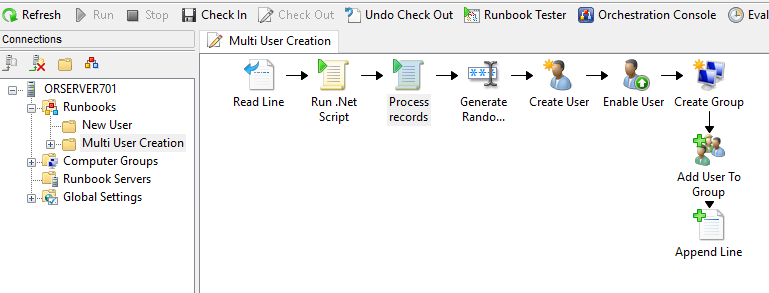 Refresh Run Stop Check In Check Out Undo Check Out Runbook Tester Orchestration Console Eval
Connections
Multi User Creation
ORSERVER701
Runbooks
New User
Multi User Creation
Computer Groups
Runbook Servers
Global Settings
Read Line
Run .Net
Script
Process
records
Generate
Rando...
Create User
Enable User
Create Group
Add User To
Group
Append Line